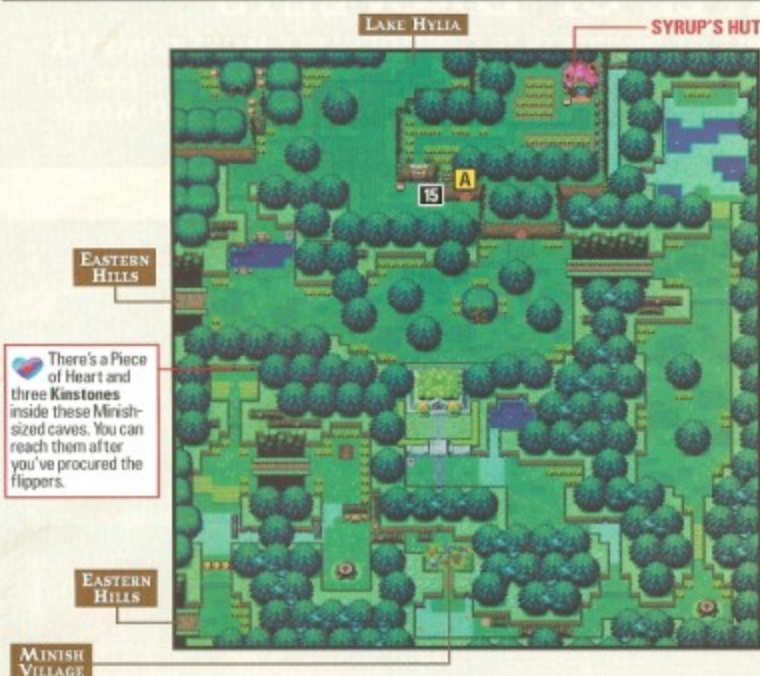 LAKE HYLIA
SYRUP'S HUT
A
15
EASTERN
HILLS
There's a Piece
of Heart and
three Kinstones
inside these Minish-
sized caves. You can
reach them after
you've procured the
flippers.
EASTERN
HILLS
MINISH
VILLAGE